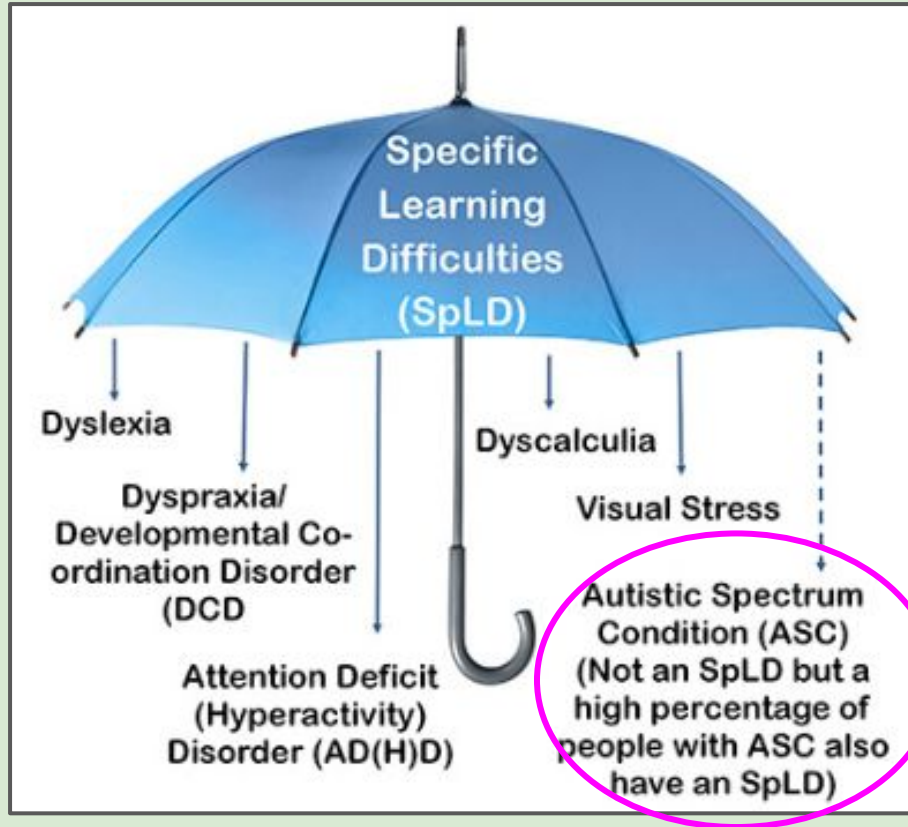 Specific
Learning
Difficulties
(SpLD)
Dyslexia
Dyspraxia/
Developmental Co-
ordination Disorder
(DCD
Attention Deficit
(Hyperactivity)
Disorder (AD(H)D)
Dyscalculia
Visual Stress
Autistic Spectrum
Condition (ASC)
(Not an SpLD but a
high percentage of
people with ASC also
have an SpLD)